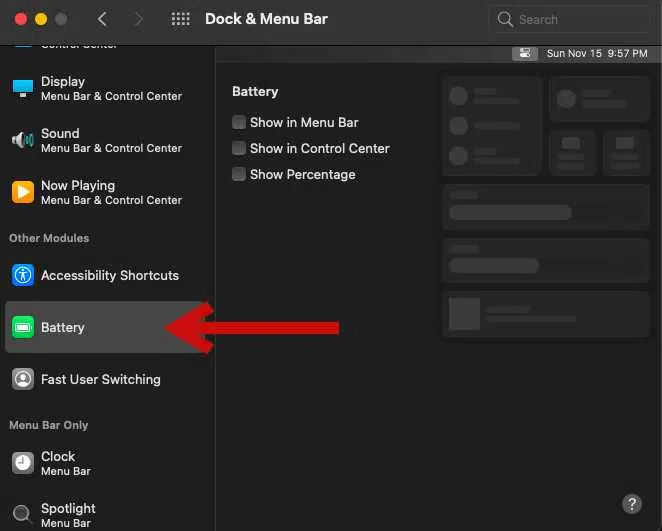 Dock & Menu Bar
Search
Control Center
Sun Nov 15 9:57 PM
Display
Menu Bar & Control Center
Sound
Menu Bar & Control Center
Now Playing
Menu Bar & Control Center
Other Modules
Accessibility Shortcuts
Battery
Fast User Switching
Menu Bar Only
Clock
Menu Bar
Spotlight
Menu Bar
Battery
Show in Menu Bar
Show in Control Center
Show Percentage
?